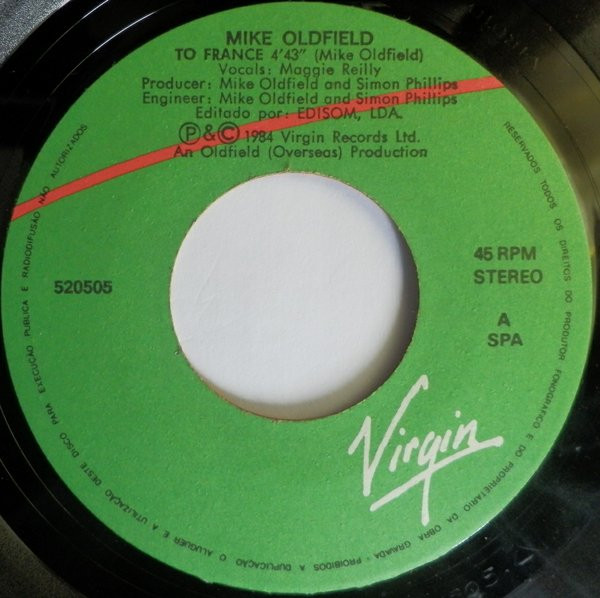 MIKE OLDFIELD
TO FRANCE 4'43" (Mike Oldfield)
Vocals: Maggie Reilly
Producer: Mike Oldfield and Simon Phillips
Engineer: Mike Oldfield and Simon Phillips
Editado por: EDISOM, LDA.
Ⓟ&© 1984 Virgin Records Ltd.
An Oldfield (Overseas) Production
520505
45 RPM
STEREO
A
SPA
Virgin
RESERVADOS TODOS OS DIREITOS DO PRODUTOR FONOGRAFICO E DO PROPRIETARIO DA OBRA GRAVADA - PROIBIDOS A DUPLICAÇÃO O ALUGUER E A UTILIZAÇÃO DESTE DISCO PARA EXECUÇÃO PUBLICA E RADIODIFUSÃO NÃO AUTORIZADOS